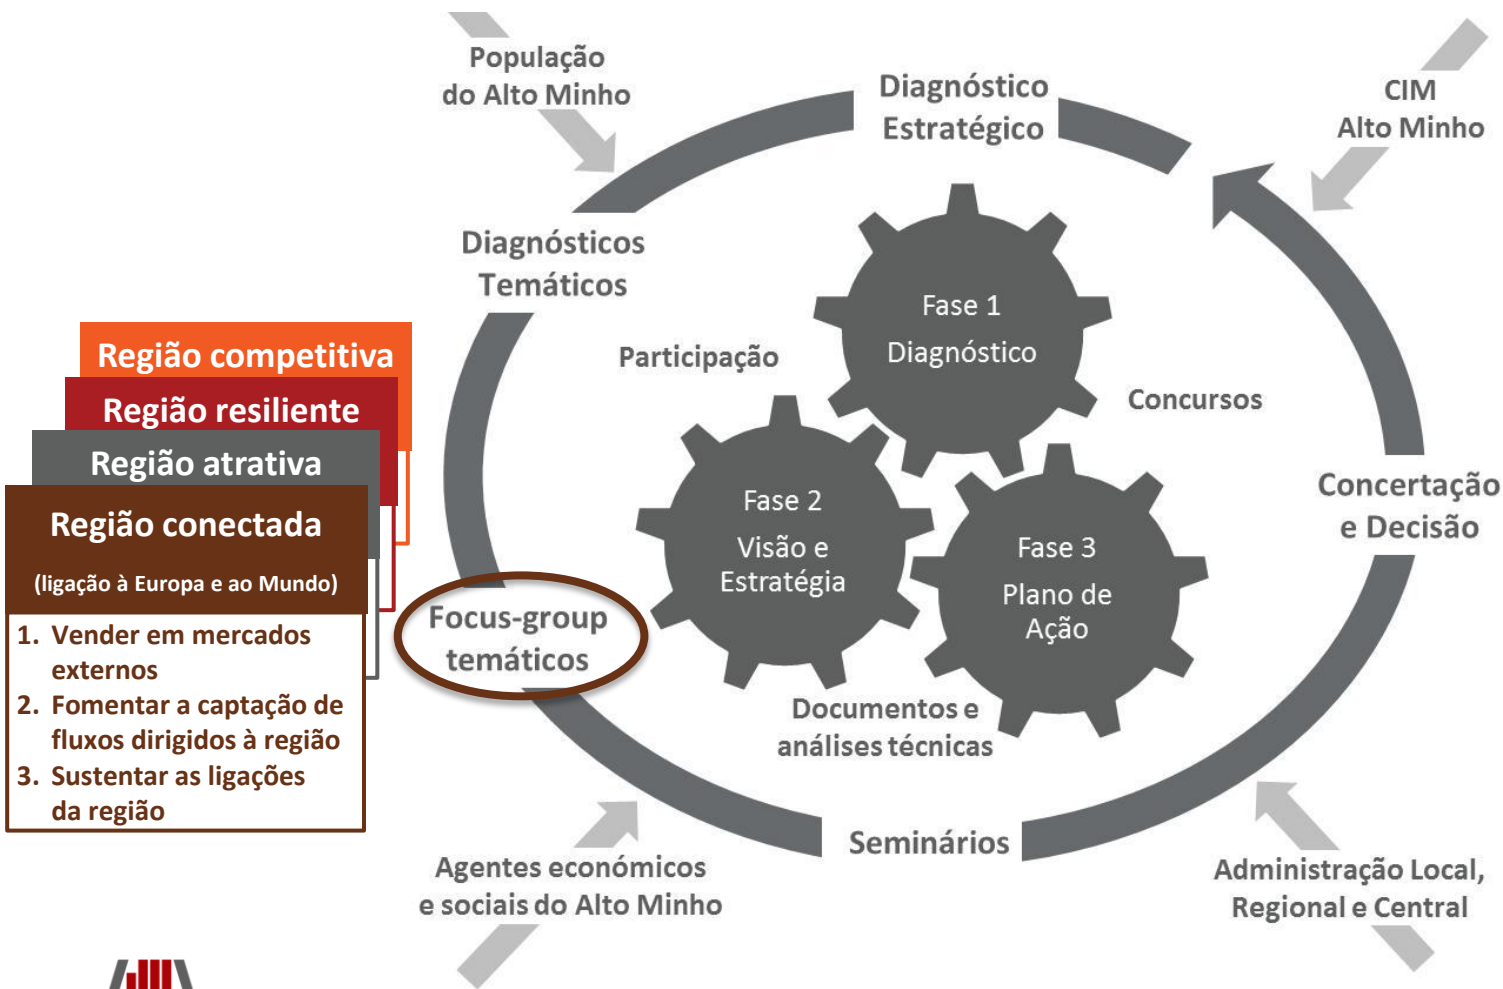 População
do Alto Minho
Diagnóstico
Estratégico
CIM
Alto Minho
Diagnósticos
Temáticos
Fase 1
Diagnóstico
Participação
Concursos
Região competitiva
Região resiliente
Região atrativa
Região conectada
(ligação à Europa e ao Mundo)
1. Vender em mercados
externos
2. Fomentar a captação de
fluxos dirigidos à região
3. Sustentar as ligações
da região
Fase 2
Visão e
Estratégia
Fase 3
Plano de
Ação
Concertação
e Decisão
Focus-group
temáticos
Documentos e
análises técnicas
Seminários
Agentes económicos
e sociais do Alto Minho
Administração Local,
Regional e Central